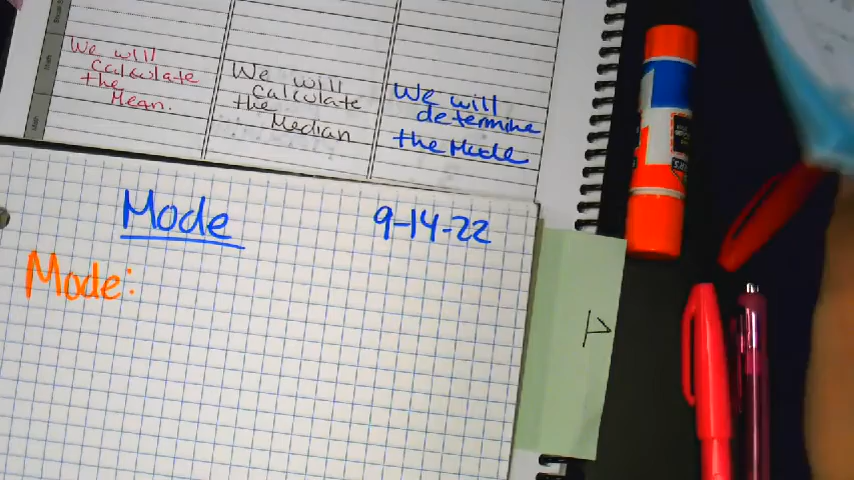 We will
calculate
the
Mean.
We will
calculate
the
Median
We will
determine
the Mode
Mode
9-14-22
Mode: